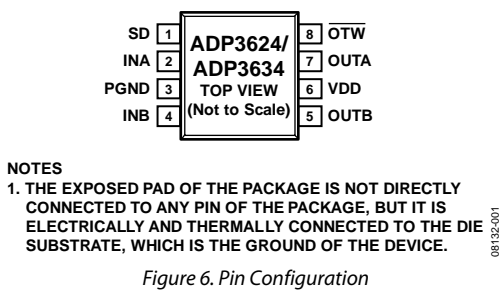 SD 1
INA 2
PGND 3
INB 4
ADP3624/
ADP3634
TOP VIEW
(Not to Scale)
8 OTW
7 OUTA
6 VDD
5 OUTB
NOTES
1. THE EXPOSED PAD OF THE PACKAGE IS NOT DIRECTLY
CONNECTED TO ANY PIN OF THE PACKAGE, BUT IT IS
ELECTRICALLY AND THERMALLY CONNECTED TO THE DIE
SUBSTRATE, WHICH IS THE GROUND OF THE DEVICE.
08132-001
Figure 6. Pin Configuration